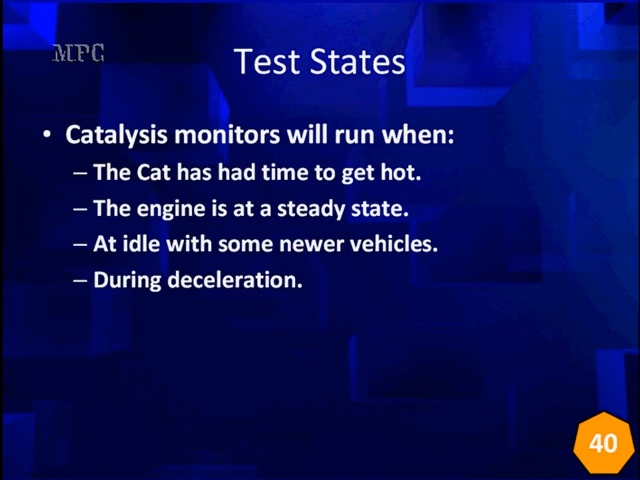 MPC
Test States
• Catalysis monitors will run when:
– The Cat has had time to get hot.
– The engine is at a steady state.
– At idle with some newer vehicles.
– During deceleration.
40